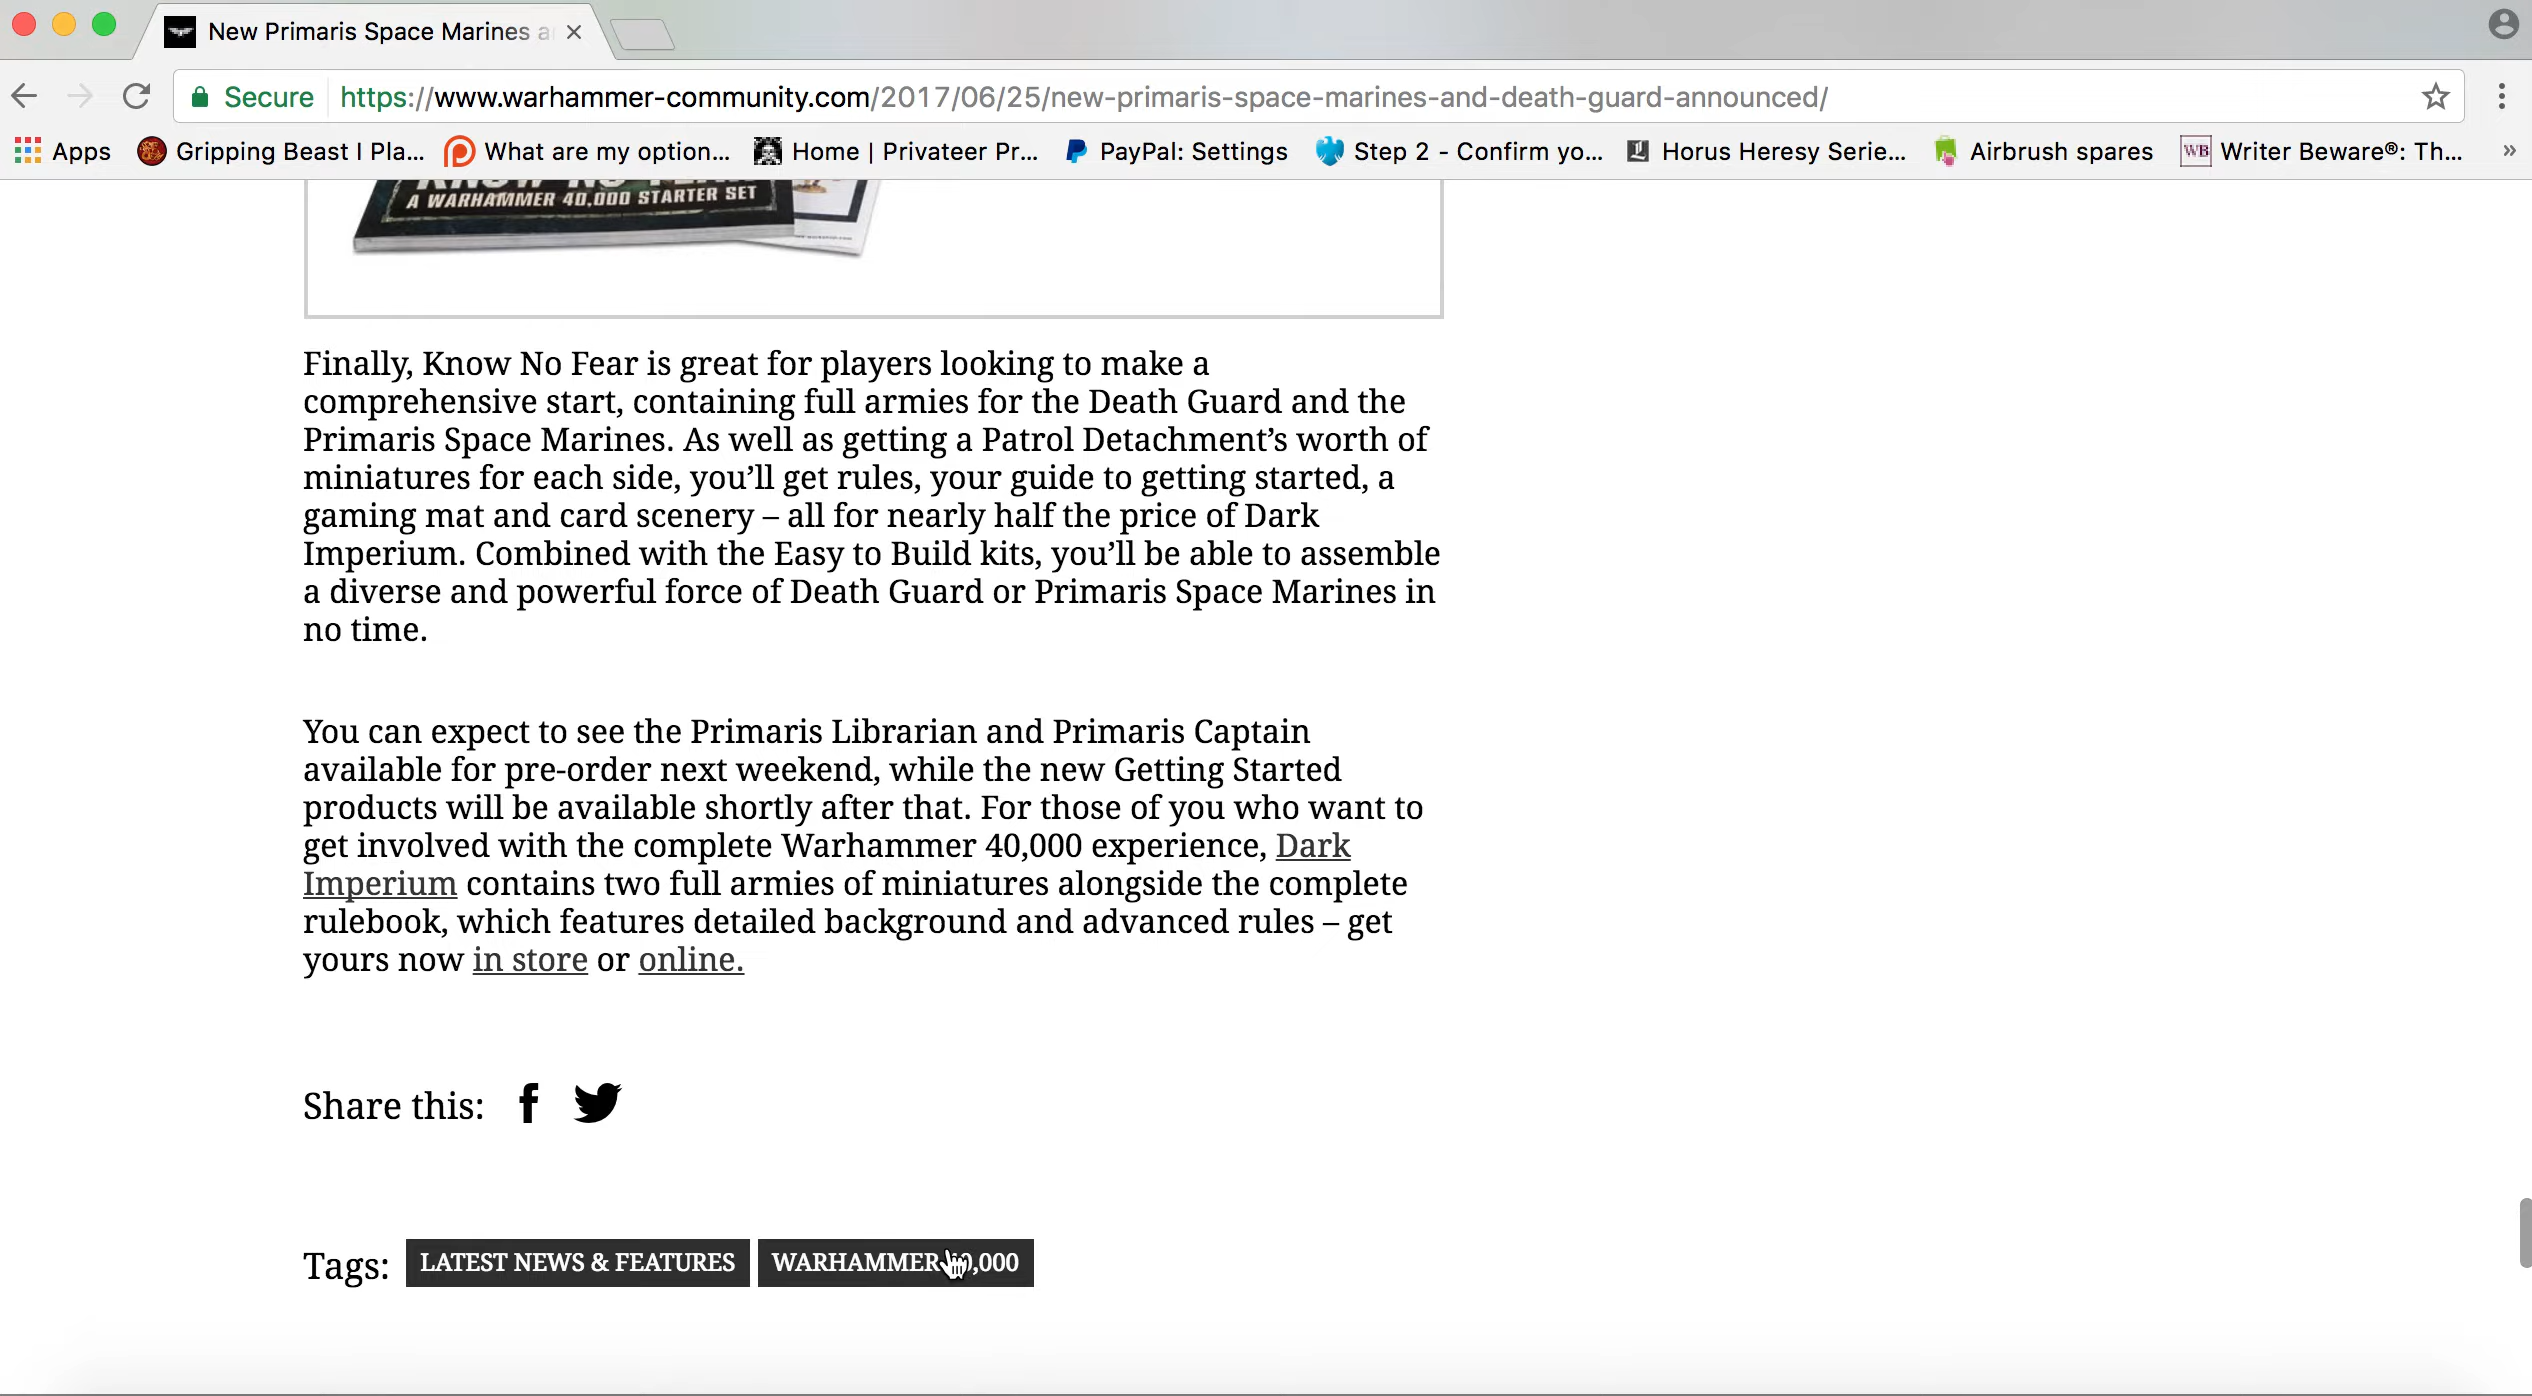 New Primaris Space Marines a
Secure https://www.warhammer-community.com/2017/06/25/new-primaris-space-marines-and-death-guard-announced/
Apps Gripping Beast I Pla... What are my option... Home | Privateer Pr... PayPal: Settings Step 2 - Confirm yo... Horus Heresy Serie... Airbrush spares WB Writer Beware®: Th... »
KNOW NO FEAR
A WARHAMMER 40,000 STARTER SET
Finally, Know No Fear is great for players looking to make a
comprehensive start, containing full armies for the Death Guard and the
Primaris Space Marines. As well as getting a Patrol Detachment’s worth of
miniatures for each side, you’ll get rules, your guide to getting started, a
gaming mat and card scenery – all for nearly half the price of Dark
Imperium. Combined with the Easy to Build kits, you’ll be able to assemble
a diverse and powerful force of Death Guard or Primaris Space Marines in
no time.
You can expect to see the Primaris Librarian and Primaris Captain
available for pre-order next weekend, while the new Getting Started
products will be available shortly after that. For those of you who want to
get involved with the complete Warhammer 40,000 experience, Dark
Imperium contains two full armies of miniatures alongside the complete
rulebook, which features detailed background and advanced rules – get
yours now in store or online.
Share this:
Tags: LATEST NEWS & FEATURES WARHAMMER 40,000